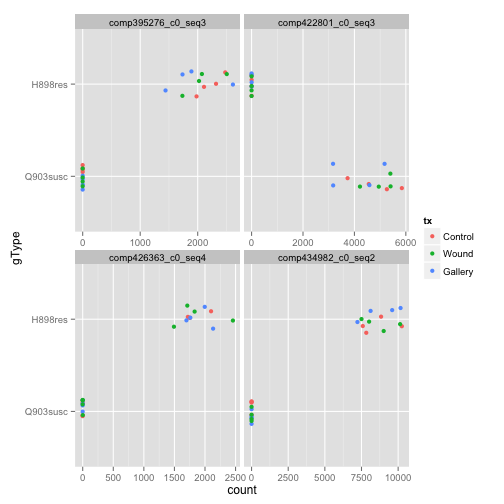 comp395276_c0_seq3 comp422801_c0_seq3
H898res
Q903susc
0 1000 2000 0 2000 4000 6000
gType
tx
Control
Wound
Gallery
comp426363_c0_seq4 comp434982_c0_seq2
H898res
Q903susc
0 500 1000 1500 2000 2500 0 2500 5000 7500 10000
count